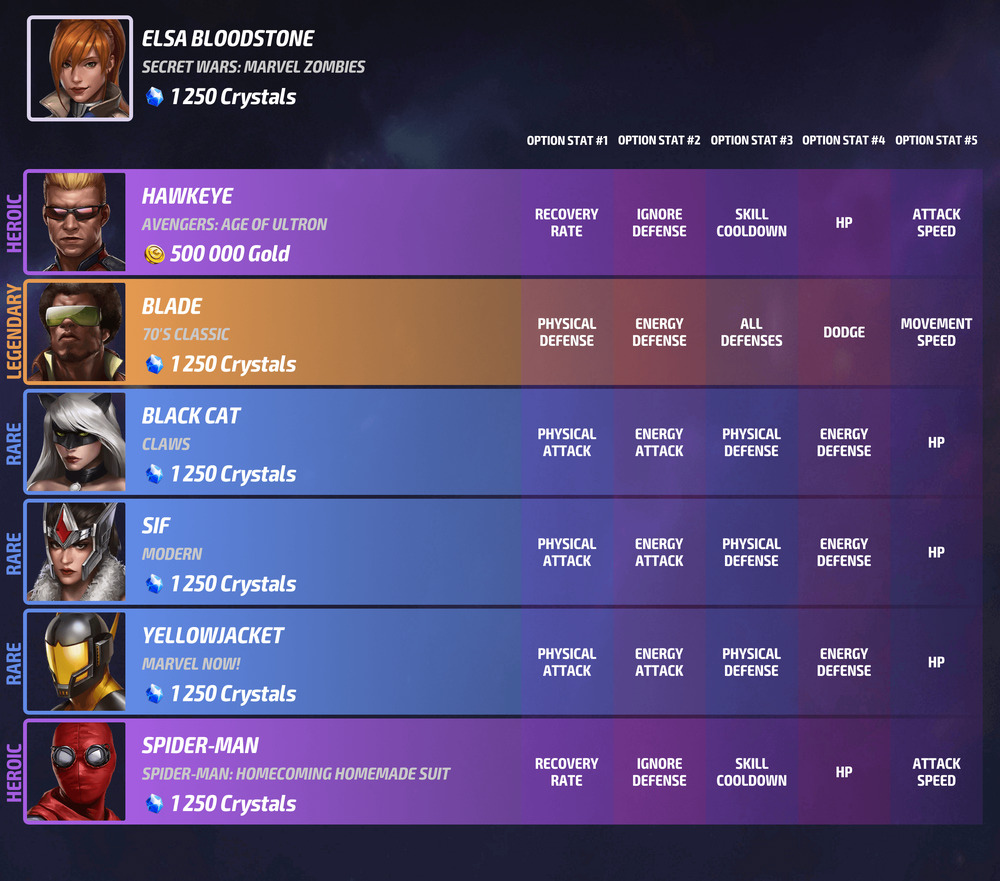 ELSA BLOODSTONE
SECRET WARS: MARVEL ZOMBIES
1 250 Crystals
OPTION STAT #1 OPTION STAT #2 OPTION STAT #3 OPTION STAT #4 OPTION STAT #5
HEROIC
HAWKEYE
AVENGERS: AGE OF ULTRON
500 000 Gold
RECOVERY
RATE
IGNORE
DEFENSE
SKILL
COOLDOWN
HP
ATTACK
SPEED
LEGENDARY
BLADE
70'S CLASSIC
1 250 Crystals
PHYSICAL
DEFENSE
ENERGY
DEFENSE
ALL
DEFENSES
DODGE
MOVEMENT
SPEED
RARE
BLACK CAT
CLAWS
1 250 Crystals
PHYSICAL
ATTACK
ENERGY
ATTACK
PHYSICAL
DEFENSE
ENERGY
DEFENSE
HP
RARE
SIF
MODERN
1 250 Crystals
PHYSICAL
ATTACK
ENERGY
ATTACK
PHYSICAL
DEFENSE
ENERGY
DEFENSE
HP
RARE
YELLOWJACKET
MARVEL NOW!
1 250 Crystals
PHYSICAL
ATTACK
ENERGY
ATTACK
PHYSICAL
DEFENSE
ENERGY
DEFENSE
HP
HEROIC
SPIDER-MAN
SPIDER-MAN: HOMECOMING HOMEMADE SUIT
1 250 Crystals
RECOVERY
RATE
IGNORE
DEFENSE
SKILL
COOLDOWN
HP
ATTACK
SPEED